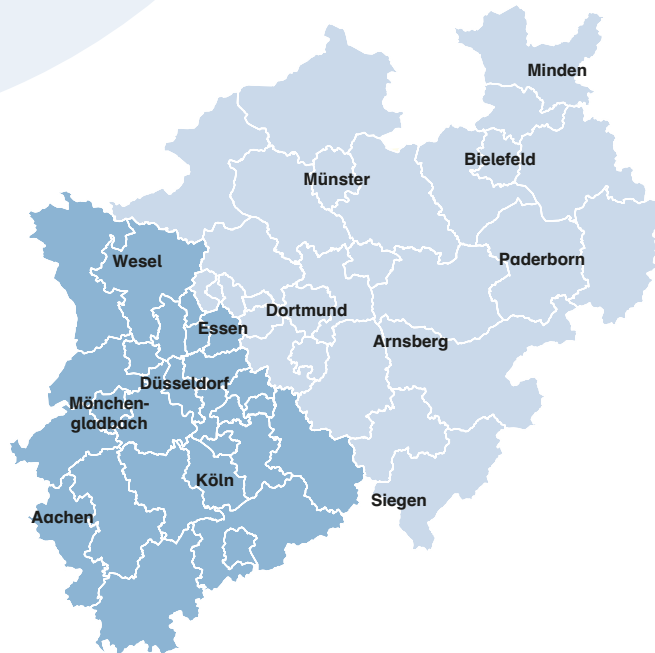 Minden
Bielefeld
Münster
Paderborn
Wesel
Dortmund
Essen
Arnsberg
Düsseldorf
Mönchen-
gladbach
Köln
Siegen
Aachen